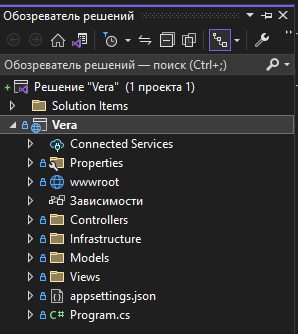 Обозреватель решений
Обозреватель решений — поиск (Ctrl+;)
Решение "Vera" (1 проекта 1)
Solution Items
Vera
Connected Services
Properties
wwwroot
Зависимости
Controllers
Infrastructure
Models
Views
appsettings.json
C# Program.cs